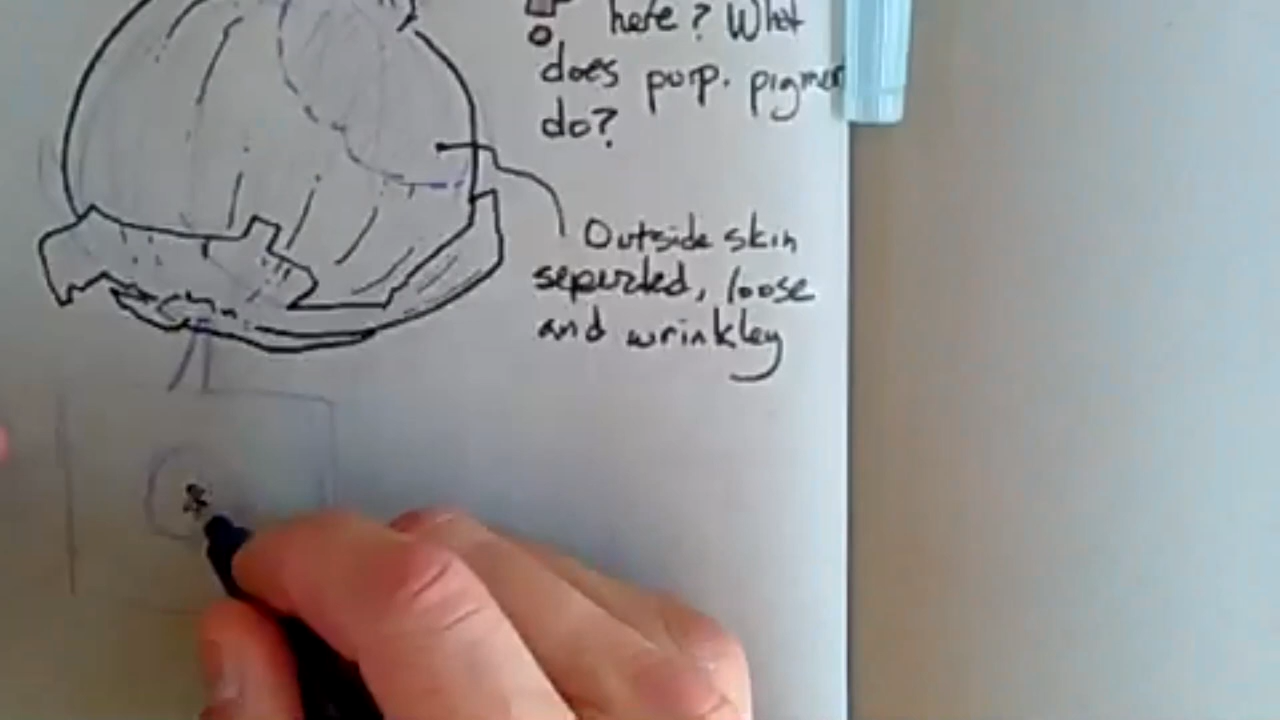 here? What
does purp. pigmen
do?
Outside skin
seperated, loose
and wrinkley